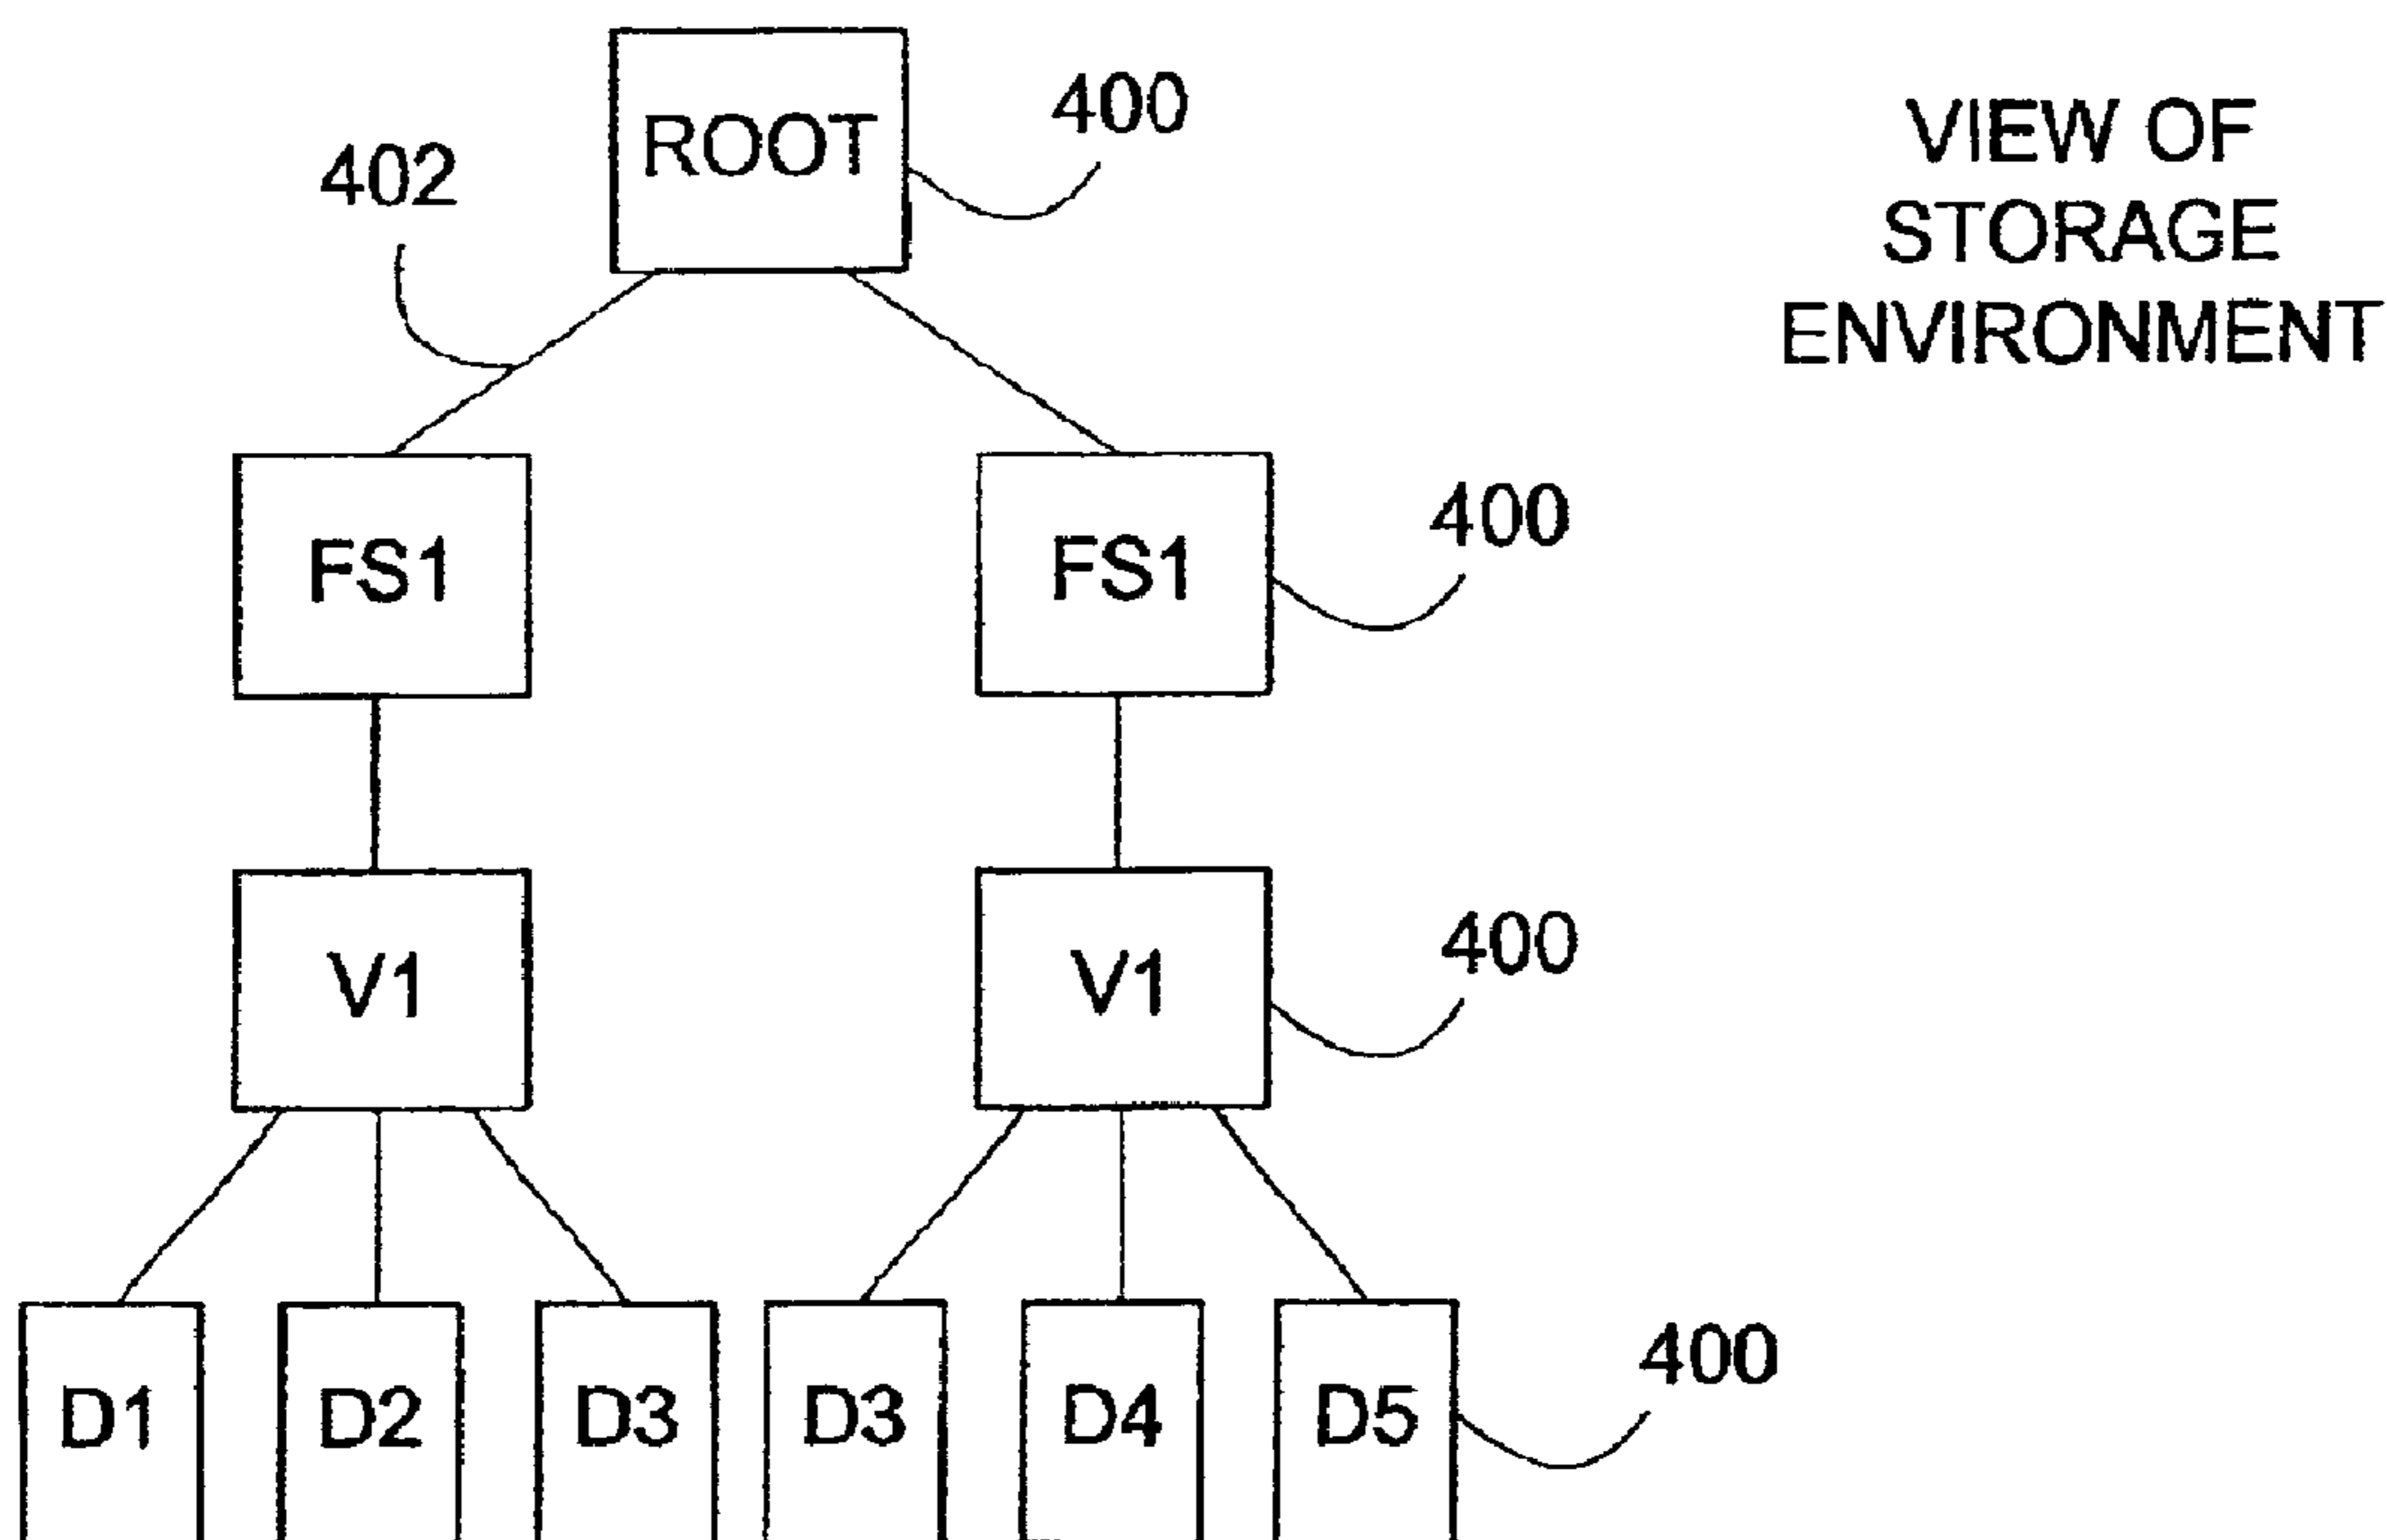 ROOT
400
402
VIEW OF
STORAGE
ENVIRONMENT
FS1
FS1
400
V1
V1
400
D1
D2
D3
D3
D4
D5
400